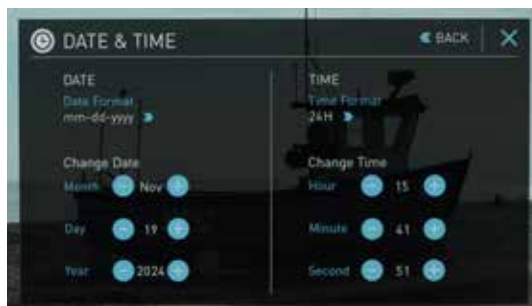 DATE & TIME
BACK
DATE
Date Format
mm-dd-yyyy
Change Date
Month Nov
Day 19
Year 2024
TIME
Time Format
24H
Change Time
Hour 15
Minute 41
Second 51